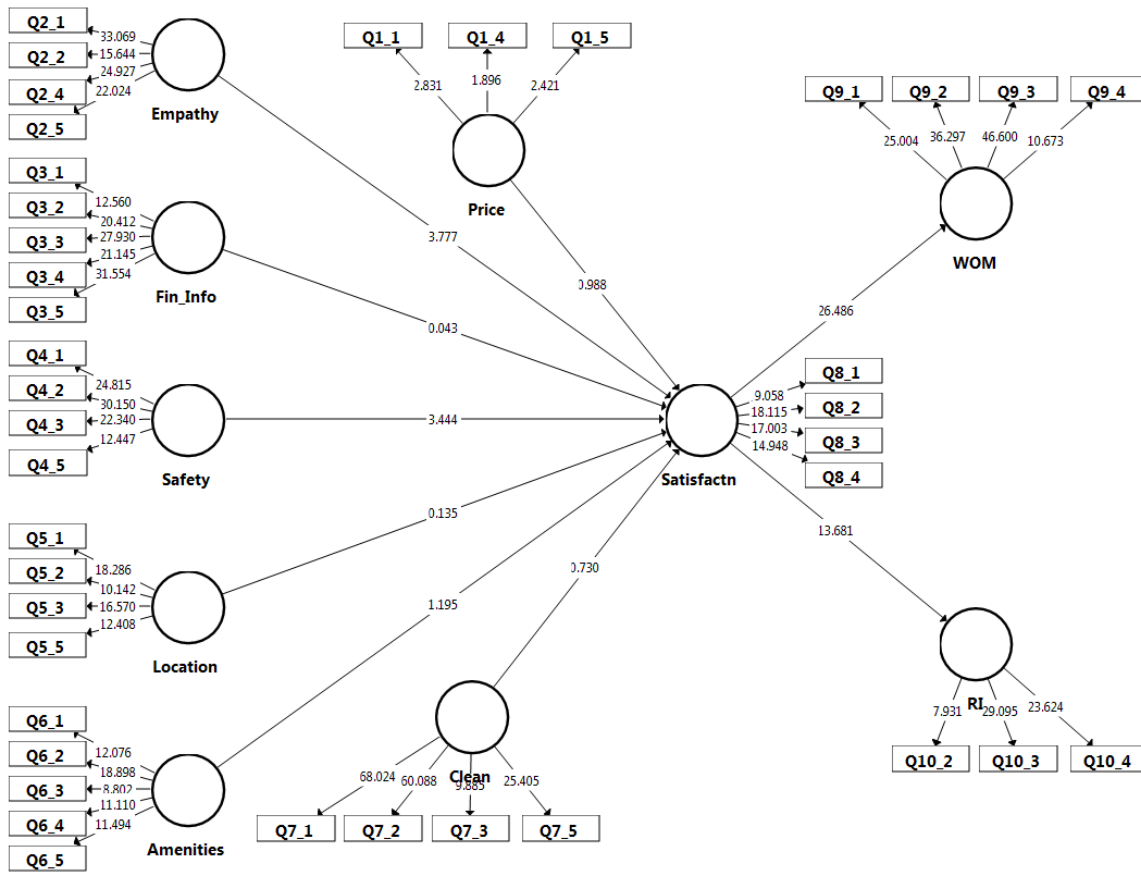 Q2_1
33.069
Q2_2
15.644
Q2_4
24.927
22.024
Q2_5
Empathy
Q1_1
Q1_4
Q1_5
2.831
1.896
2.421
Price
Q9_1
Q9_2
Q9_3
Q9_4
25.004
36.297
46.600
10.673
WOM
Q3_1
12.560
Q3_2
20.412
Q3_3
27.930
Q3_4
21.145
31.554
Q3_5
Fin_Info
3.777
0.988
0.043
26.486
Q4_1
24.815
Q4_2
30.150
Q4_3
22.340
12.447
Q4_5
Safety
3.444
Satisfactn
Q8_1
9.058
Q8_2
18.115
Q8_3
17.003
14.948
Q8_4
Q5_1
18.286
Q5_2
10.142
Q5_3
16.570
12.408
Q5_5
Location
0.135
0.730
1.195
13.681
Q6_1
12.076
Q6_2
18.898
Q6_3
8.802
Q6_4
11.110
11.494
Q6_5
Amenities
Clean
68.024
60.088
9.885
25.405
Q7_1
Q7_2
Q7_3
Q7_5
RI
7.931
29.095
23.624
Q10_2
Q10_3
Q10_4